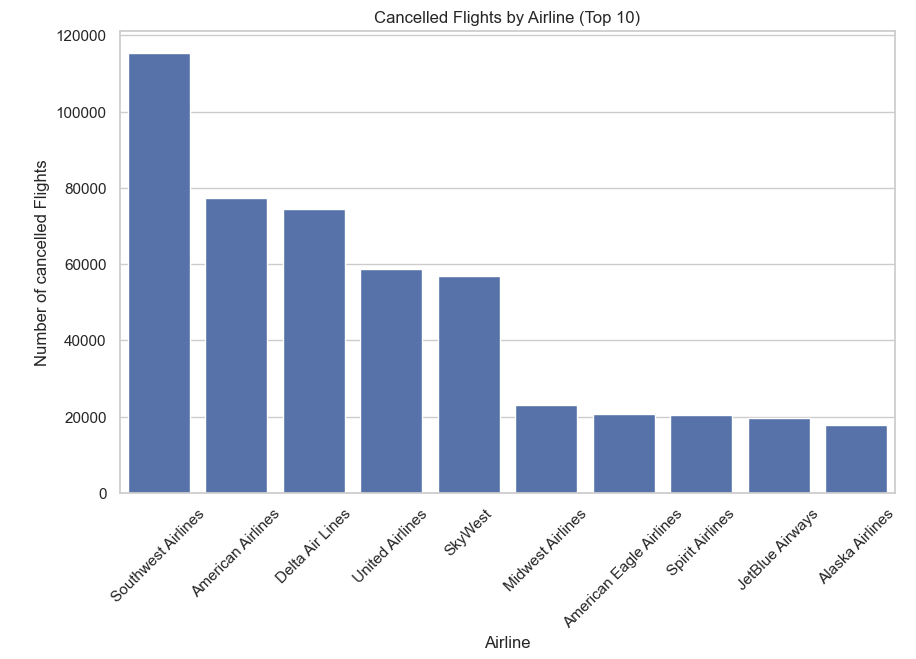 Cancelled Flights by Airline (Top 10)
Number of cancelled Flights
120000
100000
80000
60000
40000
20000
0
Southwest Airlines
American Airlines
Delta Air Lines
United Airlines
SkyWest
Midwest Airlines
American Eagle Airlines
Spirit Airlines
JetBlue Airways
Alaska Airlines
Airline